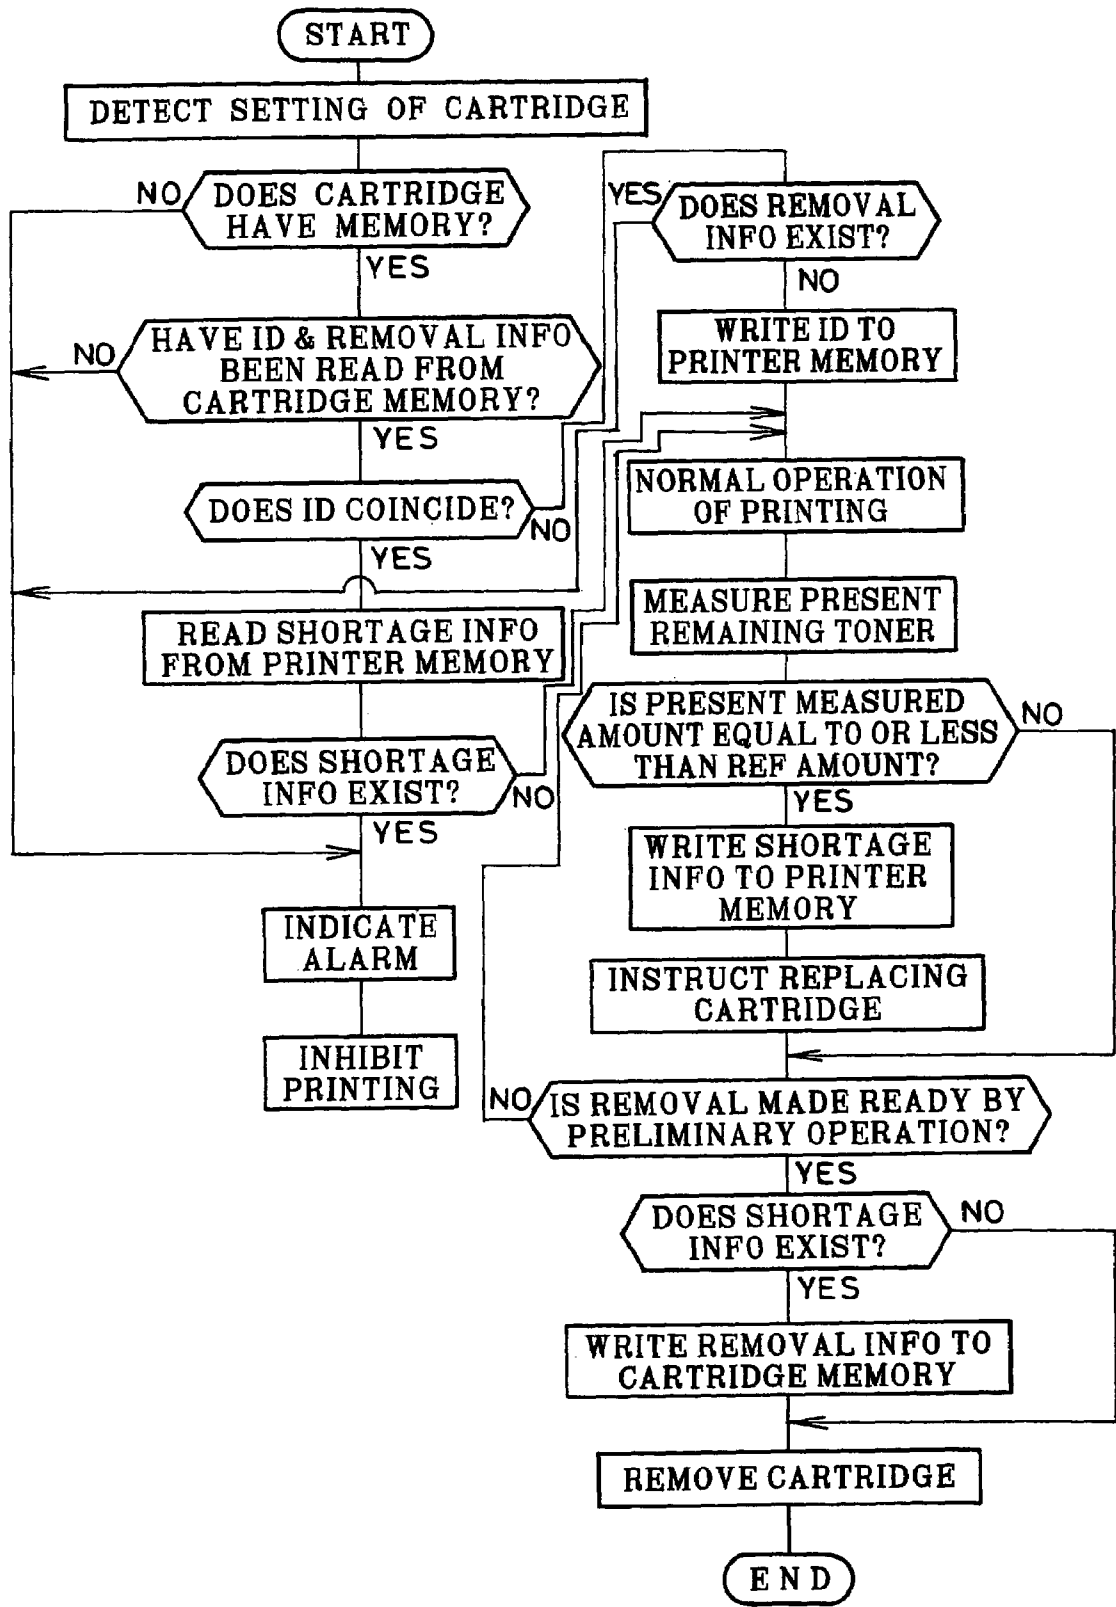 START
DETECT SETTING OF CARTRIDGE
NO
DOES CARTRIDGE
HAVE MEMORY?
YES
NO
HAVE ID & REMOVAL INFO
BEEN READ FROM
CARTRIDGE MEMORY?
YES
DOES ID COINCIDE?
NO
YES
READ SHORTAGE INFO
FROM PRINTER MEMORY
DOES SHORTAGE
INFO EXIST?
NO
YES
INDICATE
ALARM
INHIBIT
PRINTING
YES
DOES REMOVAL
INFO EXIST?
NO
WRITE ID TO
PRINTER MEMORY
NORMAL OPERATION
OF PRINTING
MEASURE PRESENT
REMAINING TONER
IS PRESENT MEASURED
AMOUNT EQUAL TO OR LESS
THAN REF AMOUNT?
NO
YES
WRITE SHORTAGE
INFO TO PRINTER
MEMORY
INSTRUCT REPLACING
CARTRIDGE
NO
IS REMOVAL MADE READY BY
PRELIMINARY OPERATION?
YES
DOES SHORTAGE
INFO EXIST?
NO
YES
WRITE REMOVAL INFO TO
CARTRIDGE MEMORY
REMOVE CARTRIDGE
END